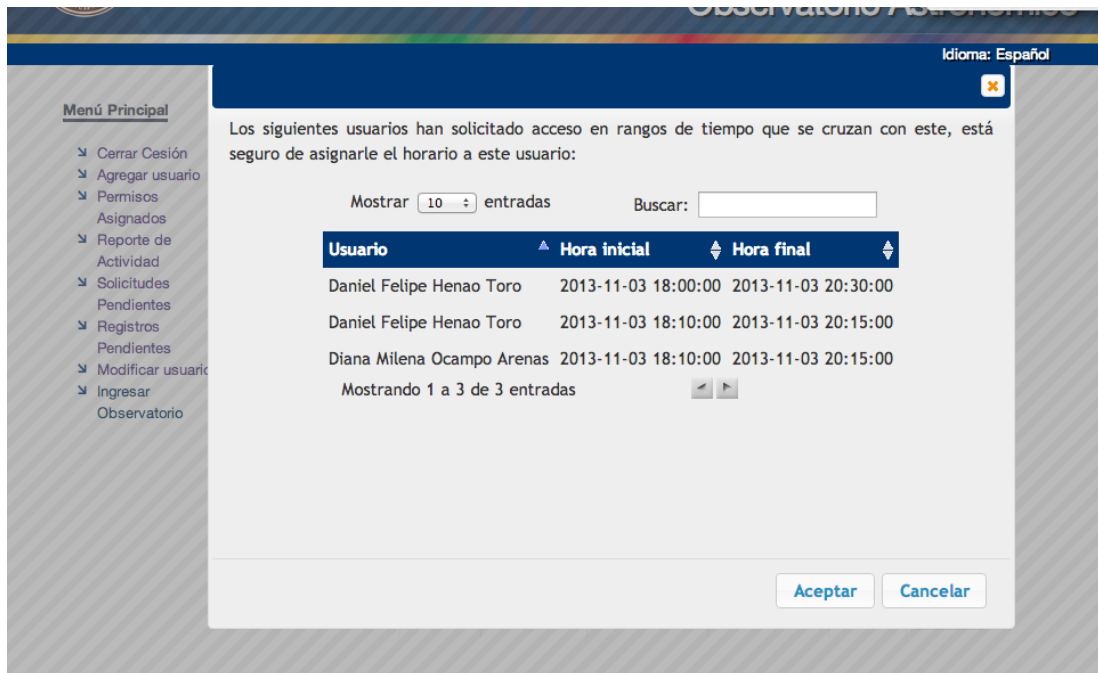 Observatorio Astronómico
Idioma: Español
Menú Principal
Cerrar Cesión
Agregar usuario
Permisos
Asignados
Reporte de
Actividad
Solicitudes
Pendientes
Registros
Pendientes
Modificar usuario
Ingresar
Observatorio
Los siguientes usuarios han solicitado acceso en rangos de tiempo que se cruzan con este, está
seguro de asignarle el horario a este usuario:
Mostrar 10 entradas Buscar:
Usuario Hora inicial Hora final
Daniel Felipe Henao Toro 2013-11-03 18:00:00 2013-11-03 20:30:00
Daniel Felipe Henao Toro 2013-11-03 18:10:00 2013-11-03 20:15:00
Diana Milena Ocampo Arenas 2013-11-03 18:10:00 2013-11-03 20:15:00
Mostrando 1 a 3 de 3 entradas
Aceptar Cancelar